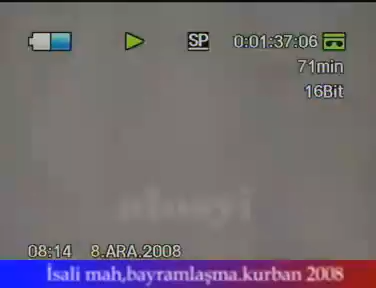 SP 0:01:37:06
71min
16Bit
08:14 8.ARA.2008
İsali mah,bayramlaşma.kurban 2008